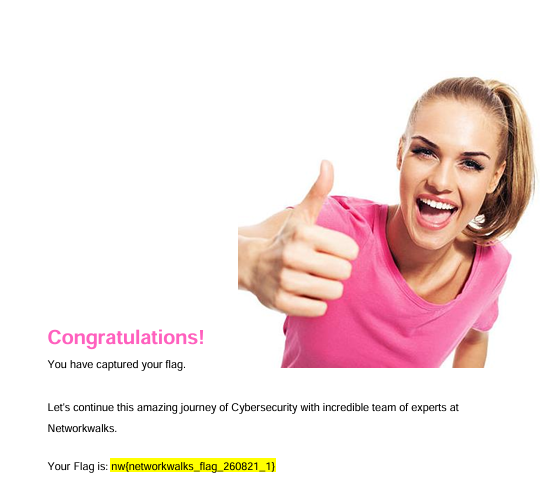 Congratulations!
You have captured your flag.
Let's continue this amazing journey of Cybersecurity with incredible team of experts at
Networkwalks.
Your Flag is: nw{networkwalks_flag_260821_1}